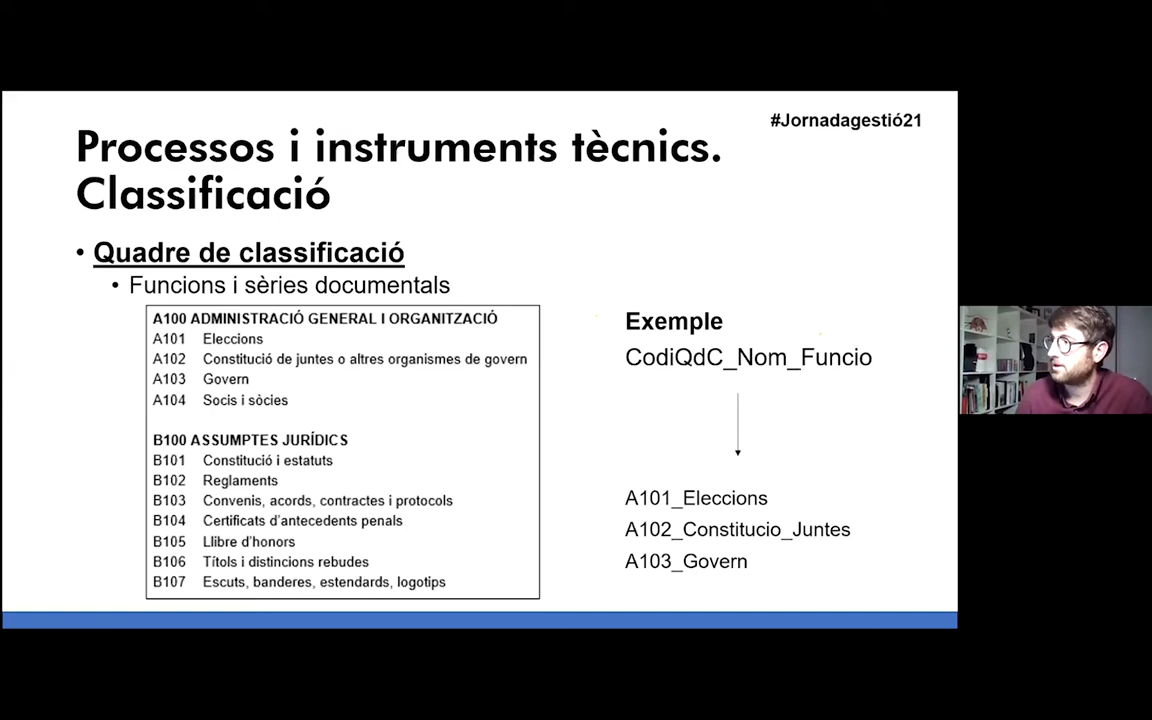 #Jornadagestió21
Processos i instruments tècnics.
Classificació
• Quadre de classificació
• Funcions i sèries documentals
A100 ADMINISTRACIÓ GENERAL I ORGANITZACIÓ
A101 Eleccions
A102 Constitució de juntes o altres organismes de govern
A103 Govern
A104 Socis i sòcies
B100 ASSUMPTES JURÍDICS
B101 Constitució i estatuts
B102 Reglaments
B103 Convenis, acords, contractes i protocols
B104 Certificats d'antecedents penals
B105 Llibre d'honors
B106 Títols i distincions rebudes
B107 Escuts, banderes, estendards, logotips
Exemple
CodiQdC_Nom_Funcio
A101_Eleccions
A102_Constitucio_Juntes
A103_Govern